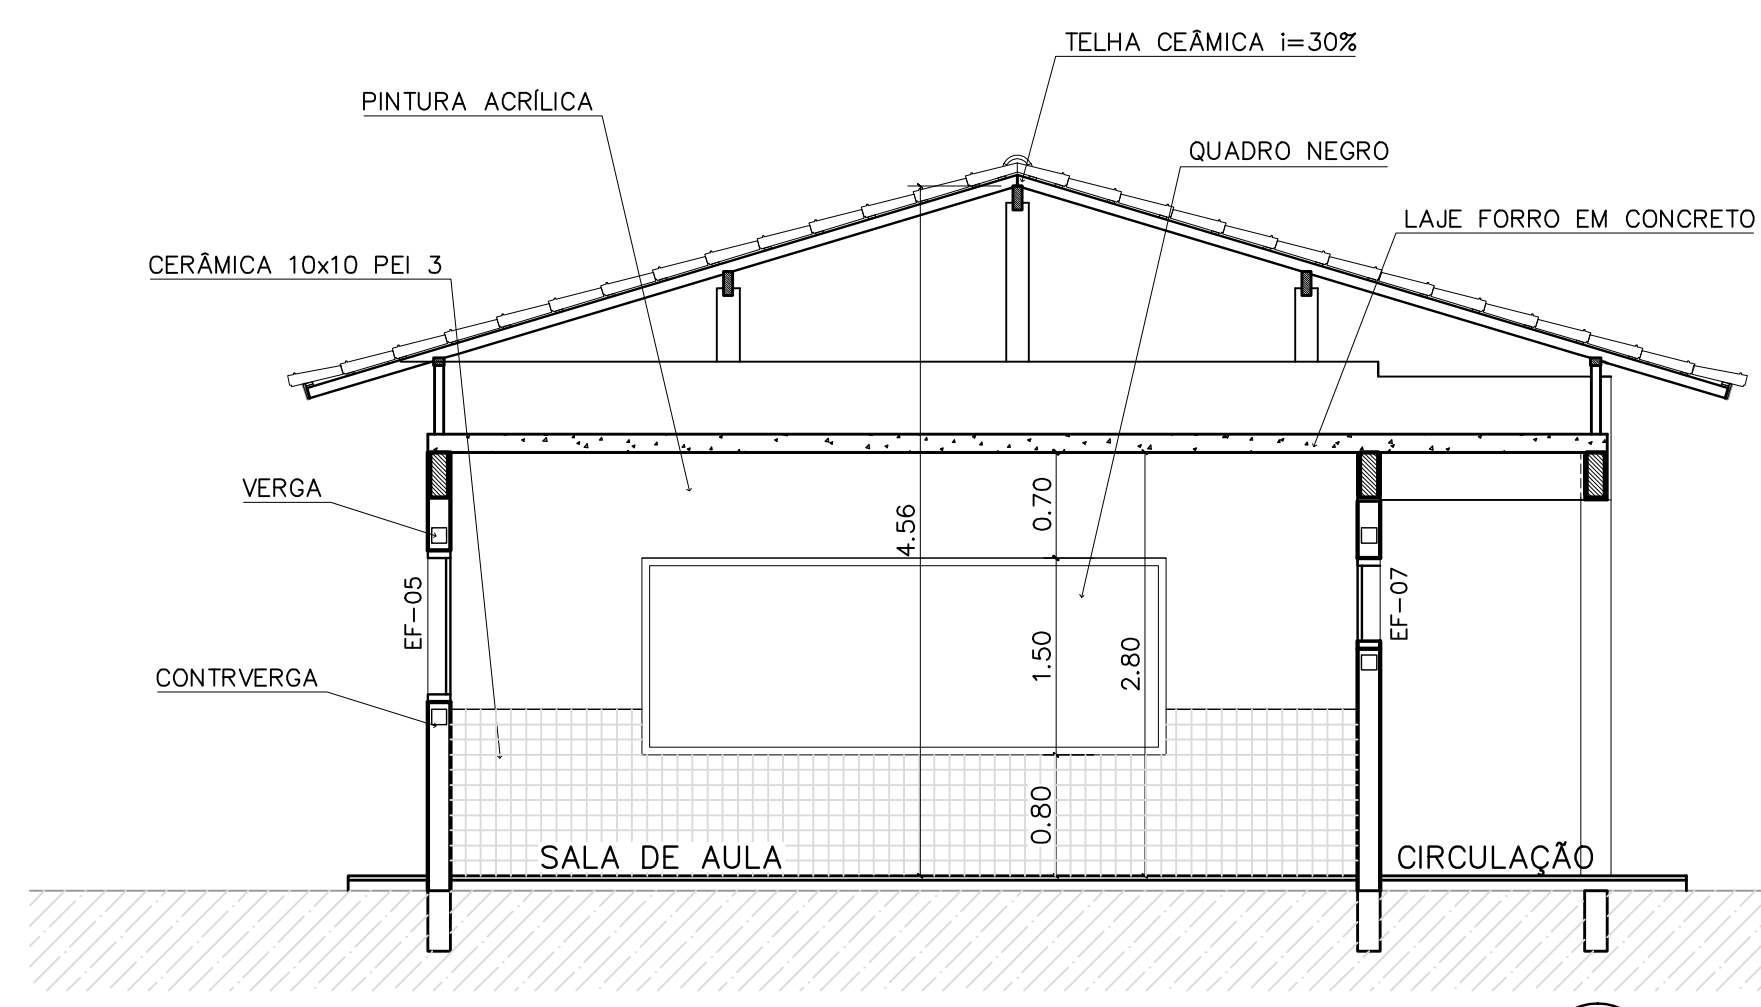 TELHA CEÂMICA i=30%
PINTURA ACRÍLICA
QUADRO NEGRO
LAJE FORRO EM CONCRETO
CERÂMICA 10x10 PEI 3
VERGA
4.56
0.70
EF-05
EF-07
1.50
2.80
CONTRVERGA
0.80
SALA DE AULA
CIRCULAÇÃO